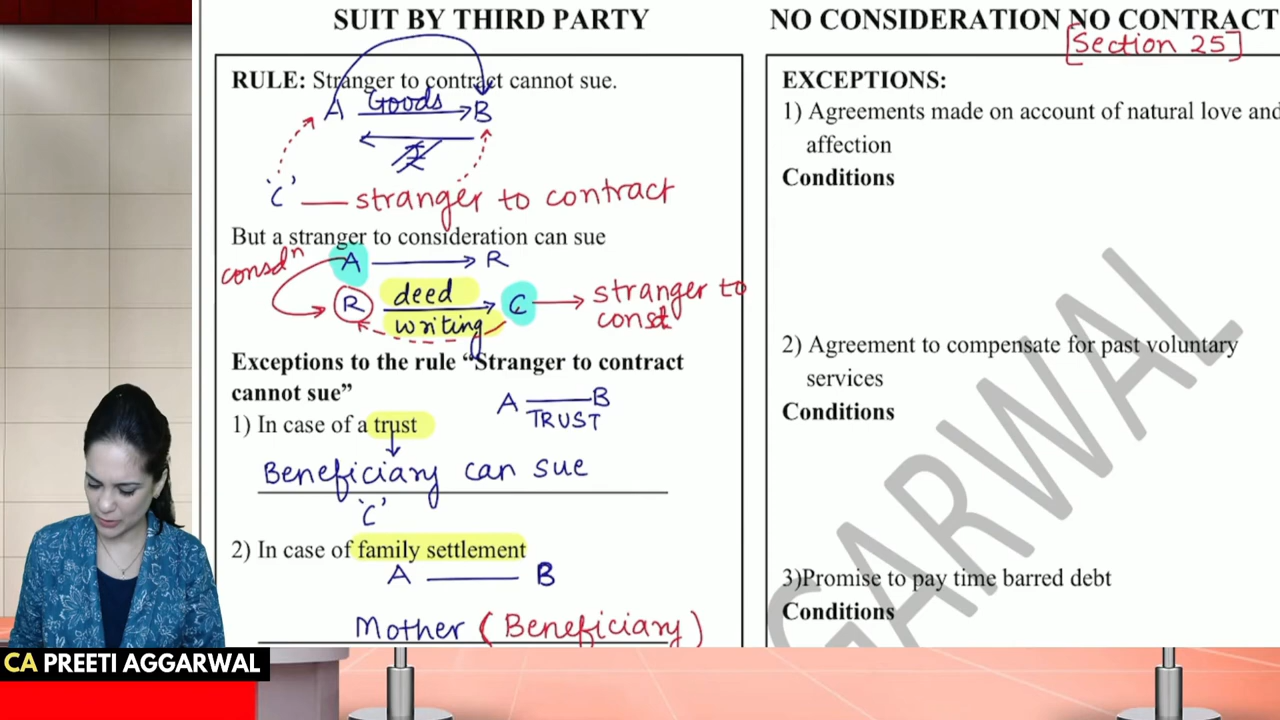 SUIT BY THIRD PARTY
RULE: Stranger to contract cannot sue.
A Goods B
₹
'C' — stranger to contract
But a stranger to consideration can sue
consdn A R
R deed C stranger to
writing const
Exceptions to the rule “Stranger to contract
cannot sue”
A B
TRUST
1) In case of a trust
Beneficiary can sue
'C'
2) In case of family settlement
A B
Mother (Beneficiary)
NO CONSIDERATION NO CONTRACT
[Section 25]
EXCEPTIONS:
1) Agreements made on account of natural love and
affection
Conditions
2) Agreement to compensate for past voluntary
services
Conditions
3)Promise to pay time barred debt
Conditions
GARWAL
CA PREETI AGGARWAL